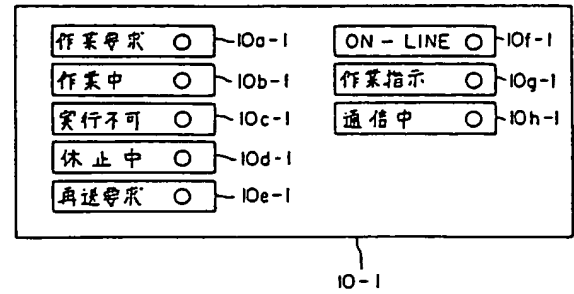 作業要求 10a-1
作業中 10b-1
実行不可 10c-1
休止中 10d-1
再送要求 10e-1
ON-LINE 10f-1
作業指示 10g-1
通信中 10h-1
10-1